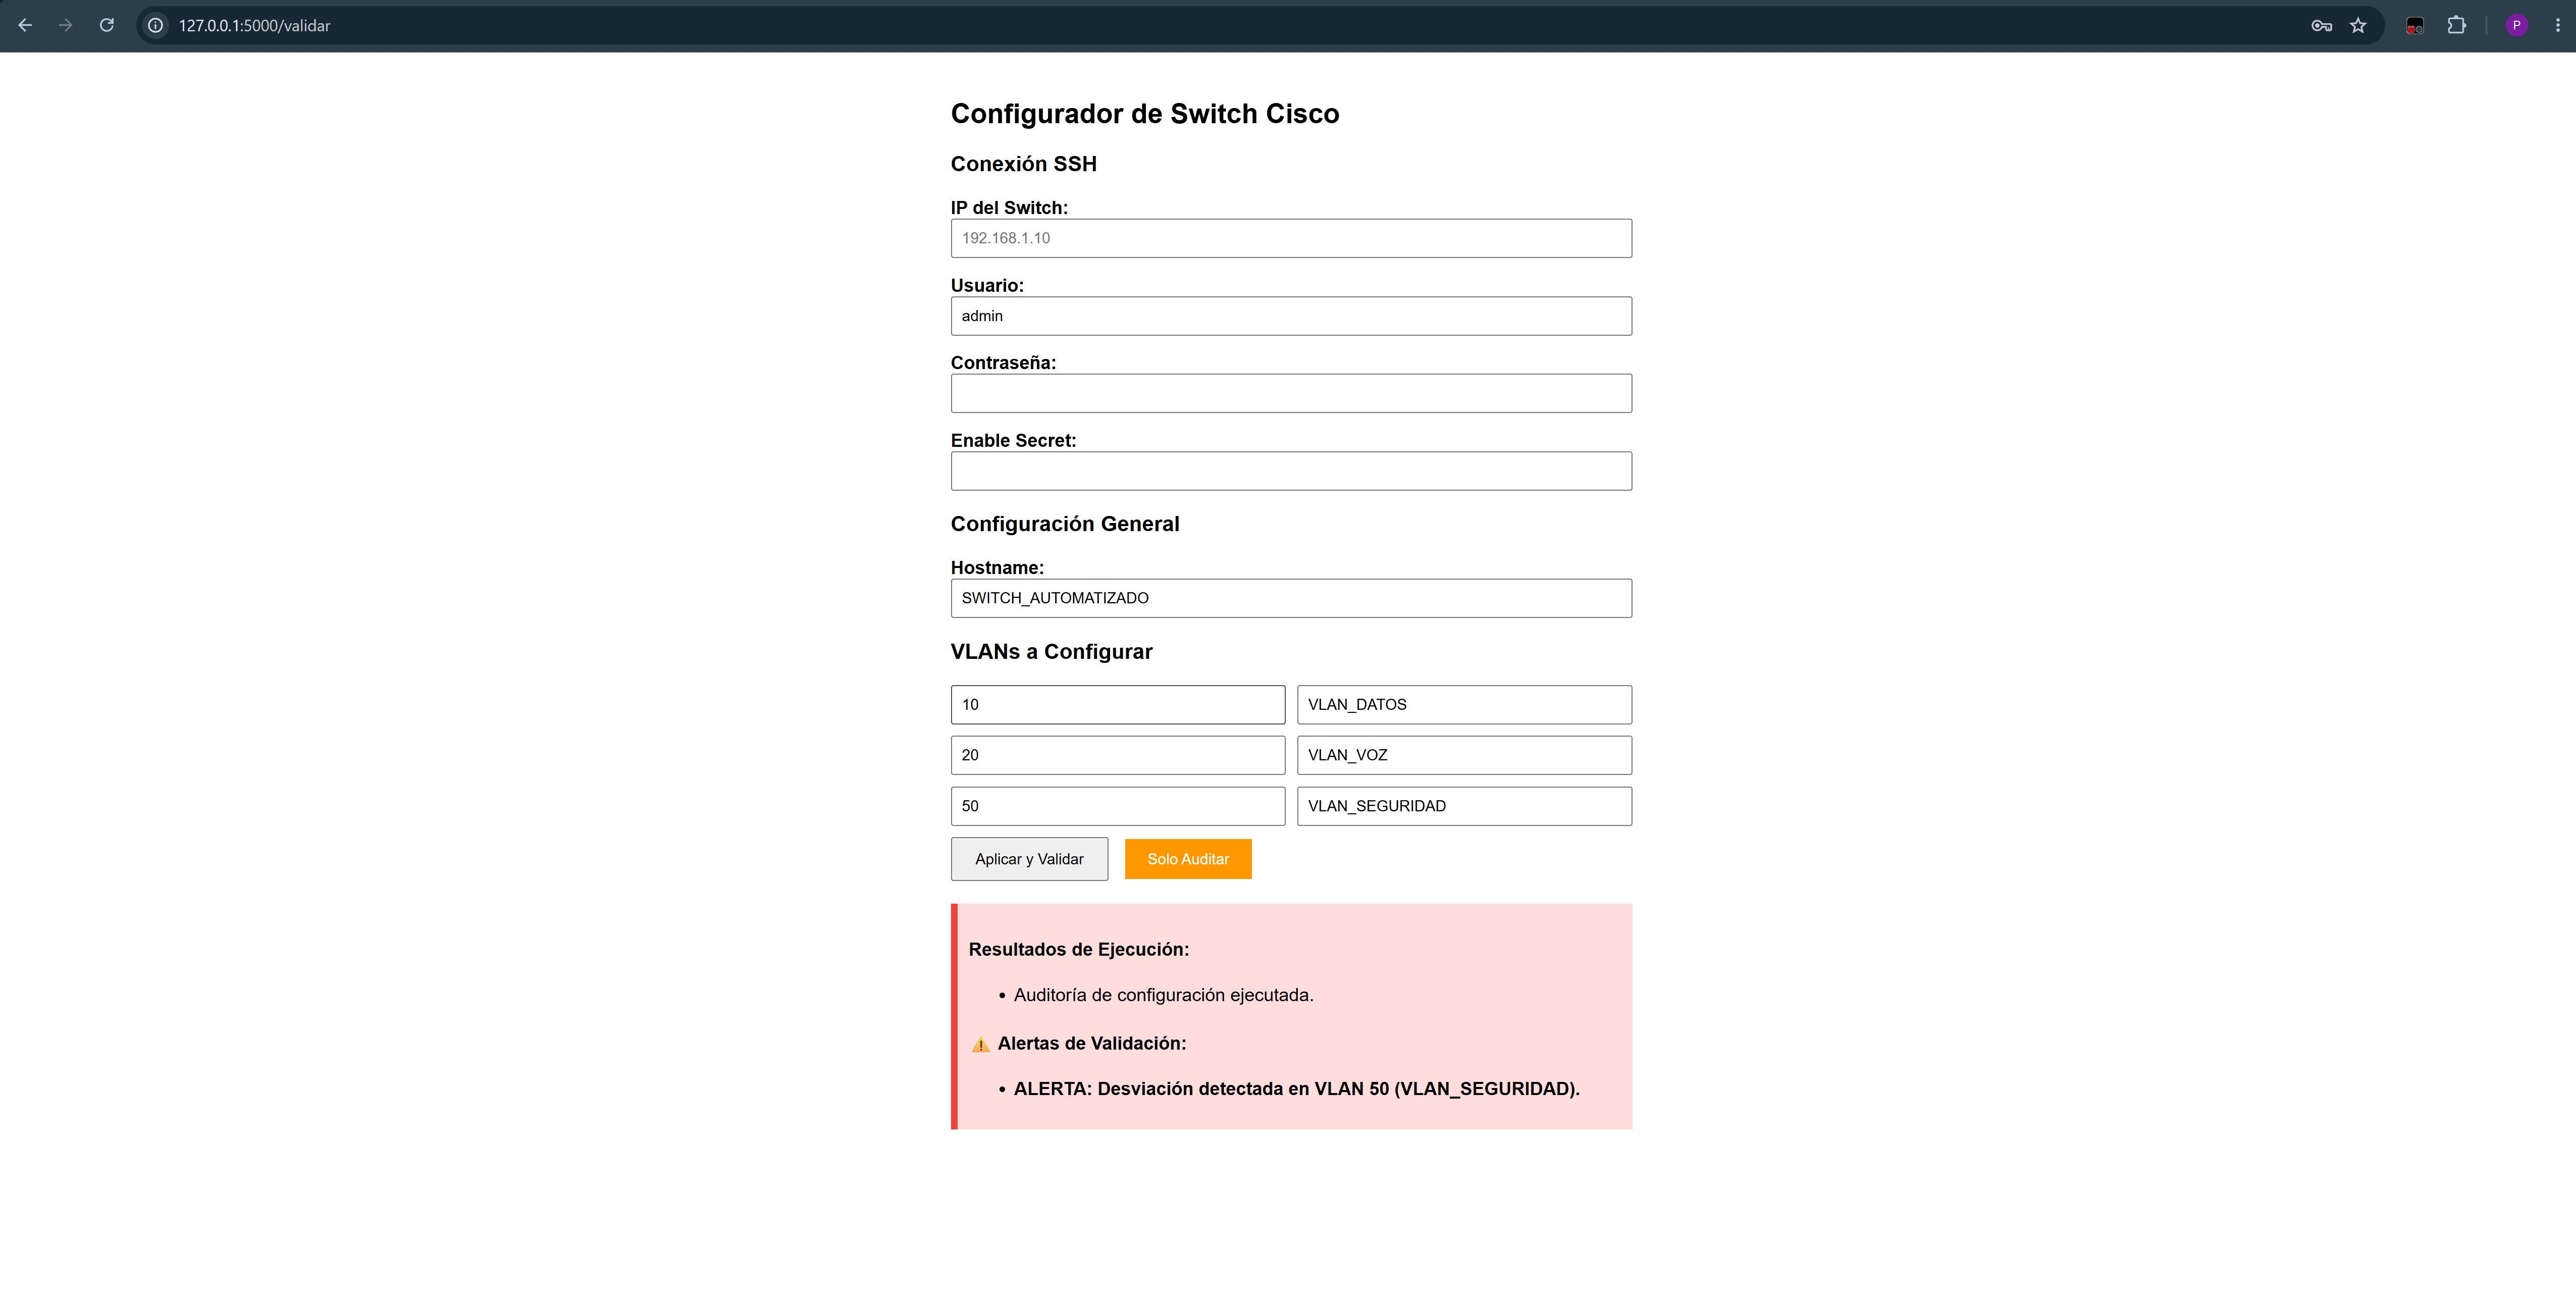 127.0.0.1:5000/validar
P
Configurador de Switch Cisco
Conexión SSH
IP del Switch:
192.168.1.10
Usuario:
admin
Contraseña:
Enable Secret:
Configuración General
Hostname:
SWITCH_AUTOMATIZADO
VLANs a Configurar
10 VLAN_DATOS
20 VLAN_VOZ
50 VLAN_SEGURIDAD
Aplicar y Validar Solo Auditar
Resultados de Ejecución:
• Auditoría de configuración ejecutada.
⚠ Alertas de Validación:
• ALERTA: Desviación detectada en VLAN 50 (VLAN_SEGURIDAD).